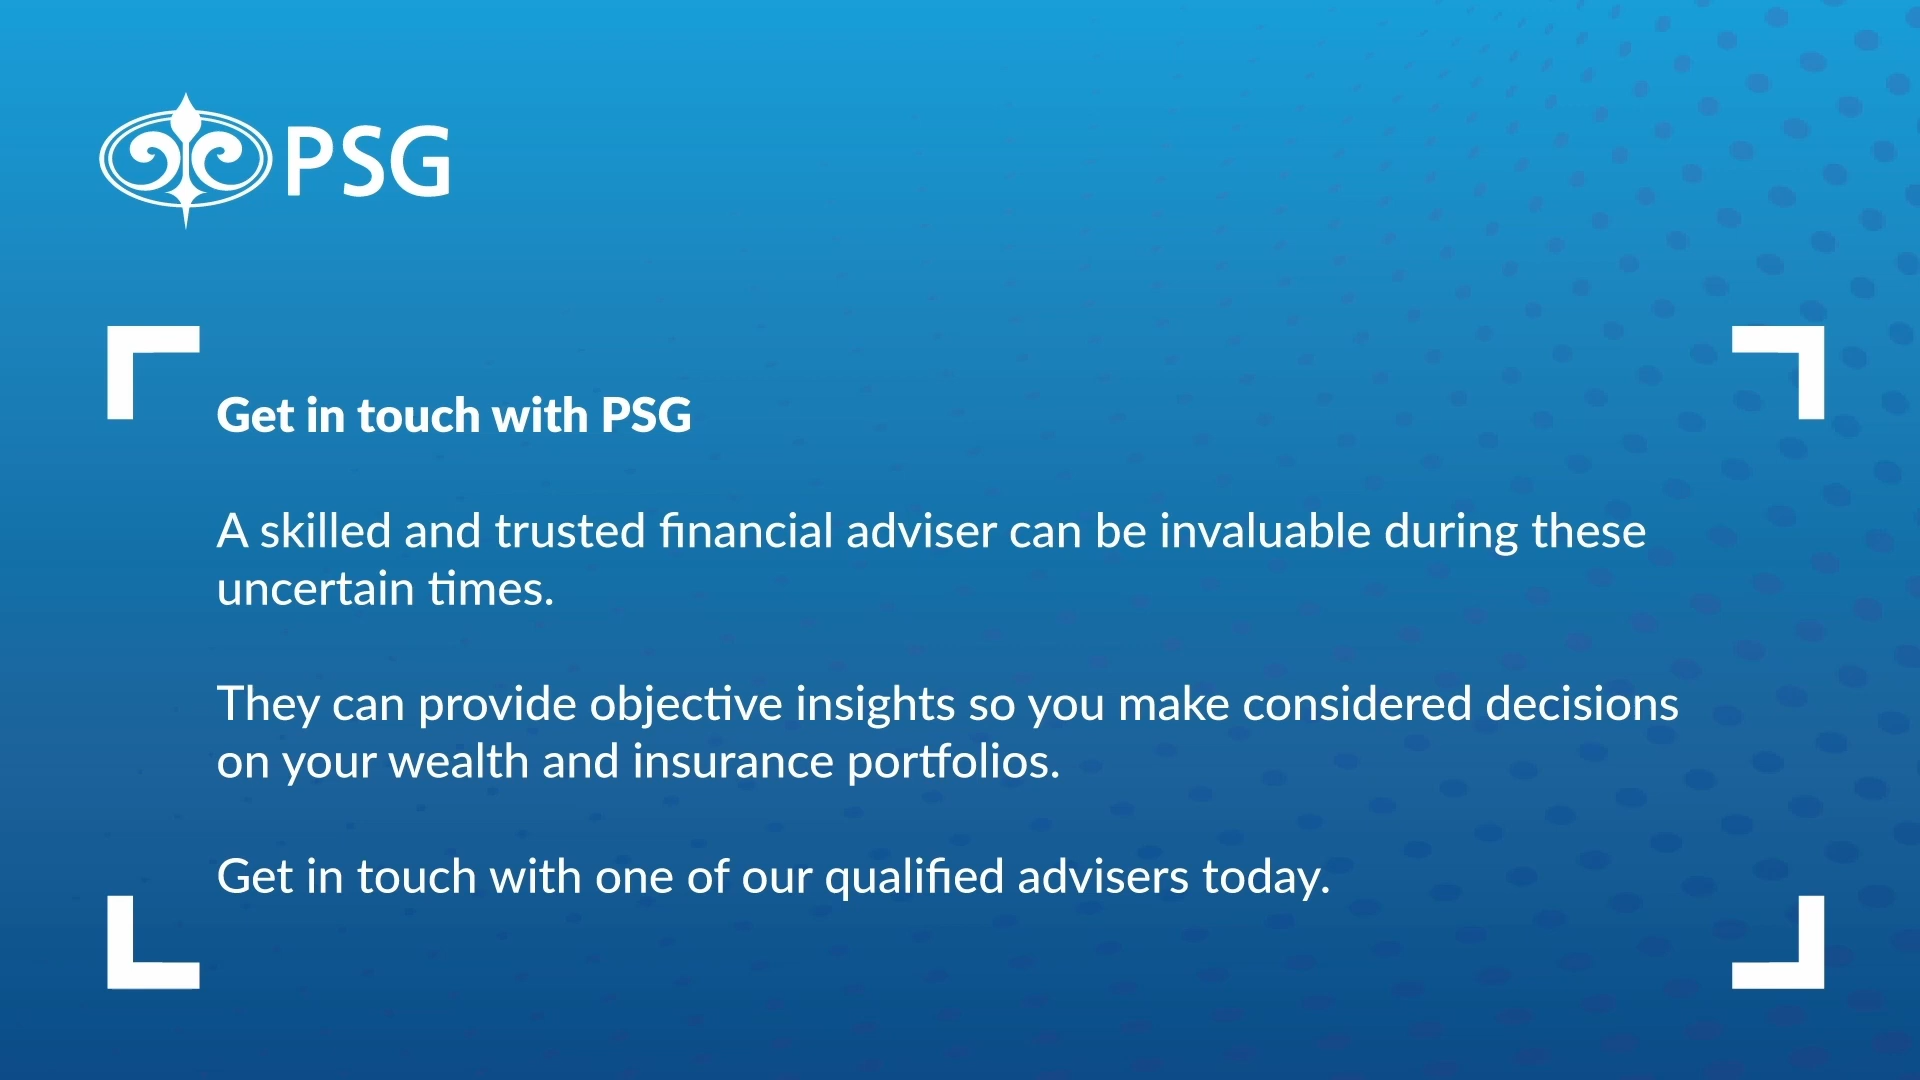 PSG
Get in touch with PSG
A skilled and trusted financial adviser can be invaluable during these
uncertain times.
They can provide objective insights so you make considered decisions
on your wealth and insurance portfolios.
Get in touch with one of our qualified advisers today.